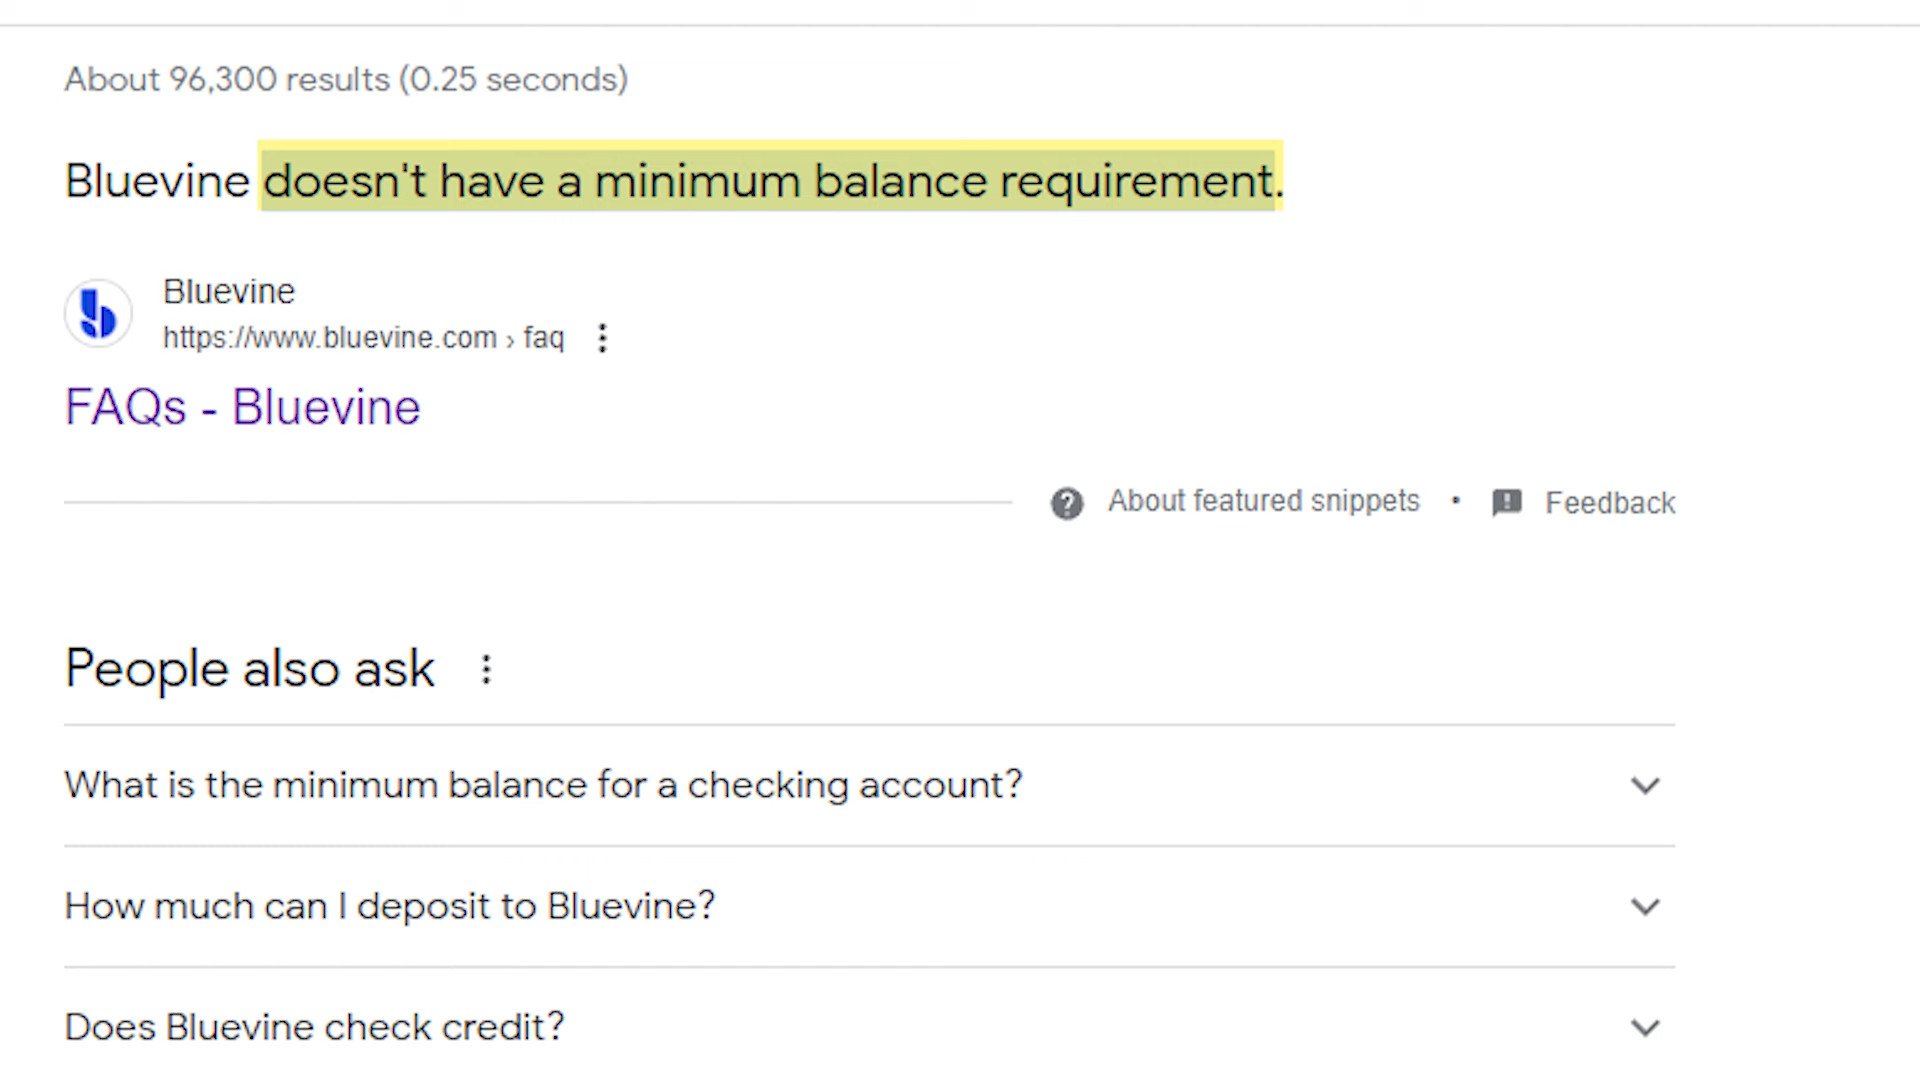 About 96,300 results (0.25 seconds)
Bluevine doesn't have a minimum balance requirement.
Bluevine
https://www.bluevine.com › faq
FAQs - Bluevine
About featured snippets • Feedback
People also ask
What is the minimum balance for a checking account?
How much can I deposit to Bluevine?
Does Bluevine check credit?